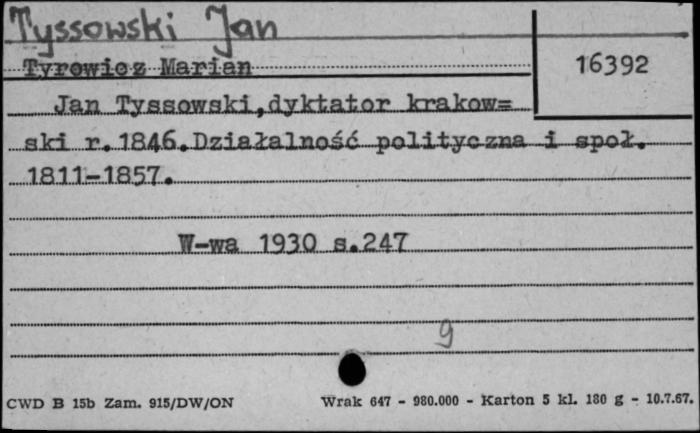 Tyssowski Jan
Tyrowicz Marian
16392
Jan Tyssowski,dyktator krakow=
ski r.1846.Działalność polityczna i społ.
1811-1857.
W-wa 1930 s.247
9
CWD B 15b Zam. 915/DW/ON
Wrak 647 - 980.000 - Karton 5 kl. 180 g - 10.7.67.